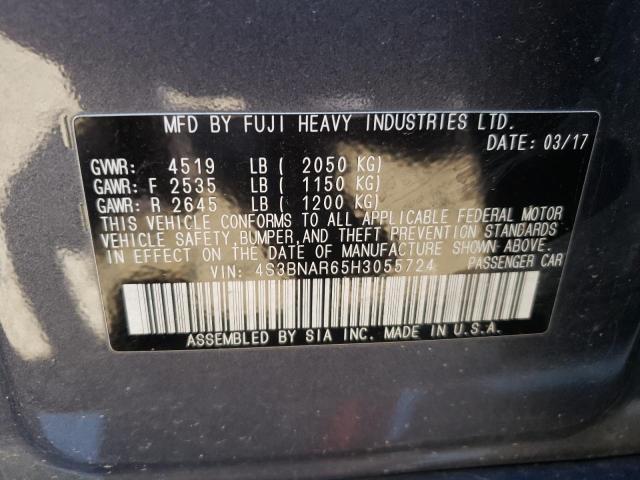 MFD BY FUJI HEAVY INDUSTRIES LTD.
DATE: 03/17
GVWR: 4519 LB ( 2050 KG)
GAWR: F 2535 LB ( 1150 KG)
GAWR: R 2645 LB ( 1200 KG)
THIS VEHICLE CONFORMS TO ALL APPLICABLE FEDERAL MOTOR
VEHICLE SAFETY, BUMPER, AND THEFT PREVENTION STANDARDS
IN EFFECT ON THE DATE OF MANUFACTURE SHOWN ABOVE.
VIN: 4S3BNAR65H3055724 PASSENGER CAR
ASSEMBLED BY SIA INC. MADE IN U.S.A.